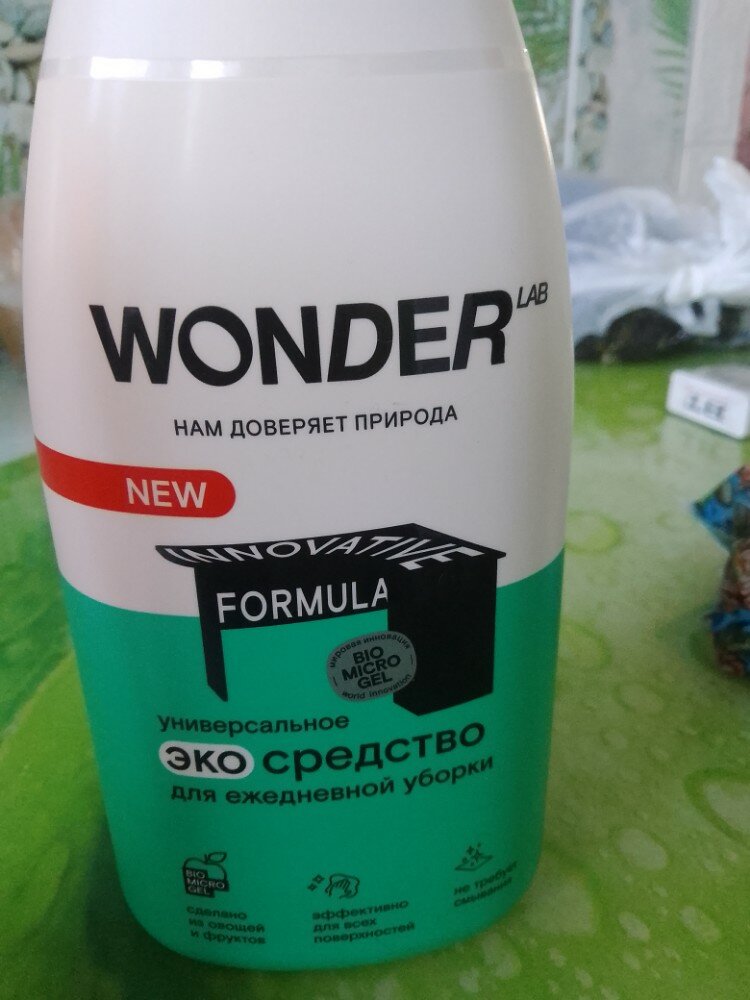 WONDER LAB
НАМ ДОВЕРЯЕТ ПРИРОДА
NEW
INNOVATIVE
FORMULA
мировая инновация
BIO
MICRO
GEL
world innovation
универсальное
эко средство
для ежедневной уборки
BIO
MICRO
GEL
сделано
из овощей
и фруктов
эффективно
для всех
поверхностей
не требует
смывания